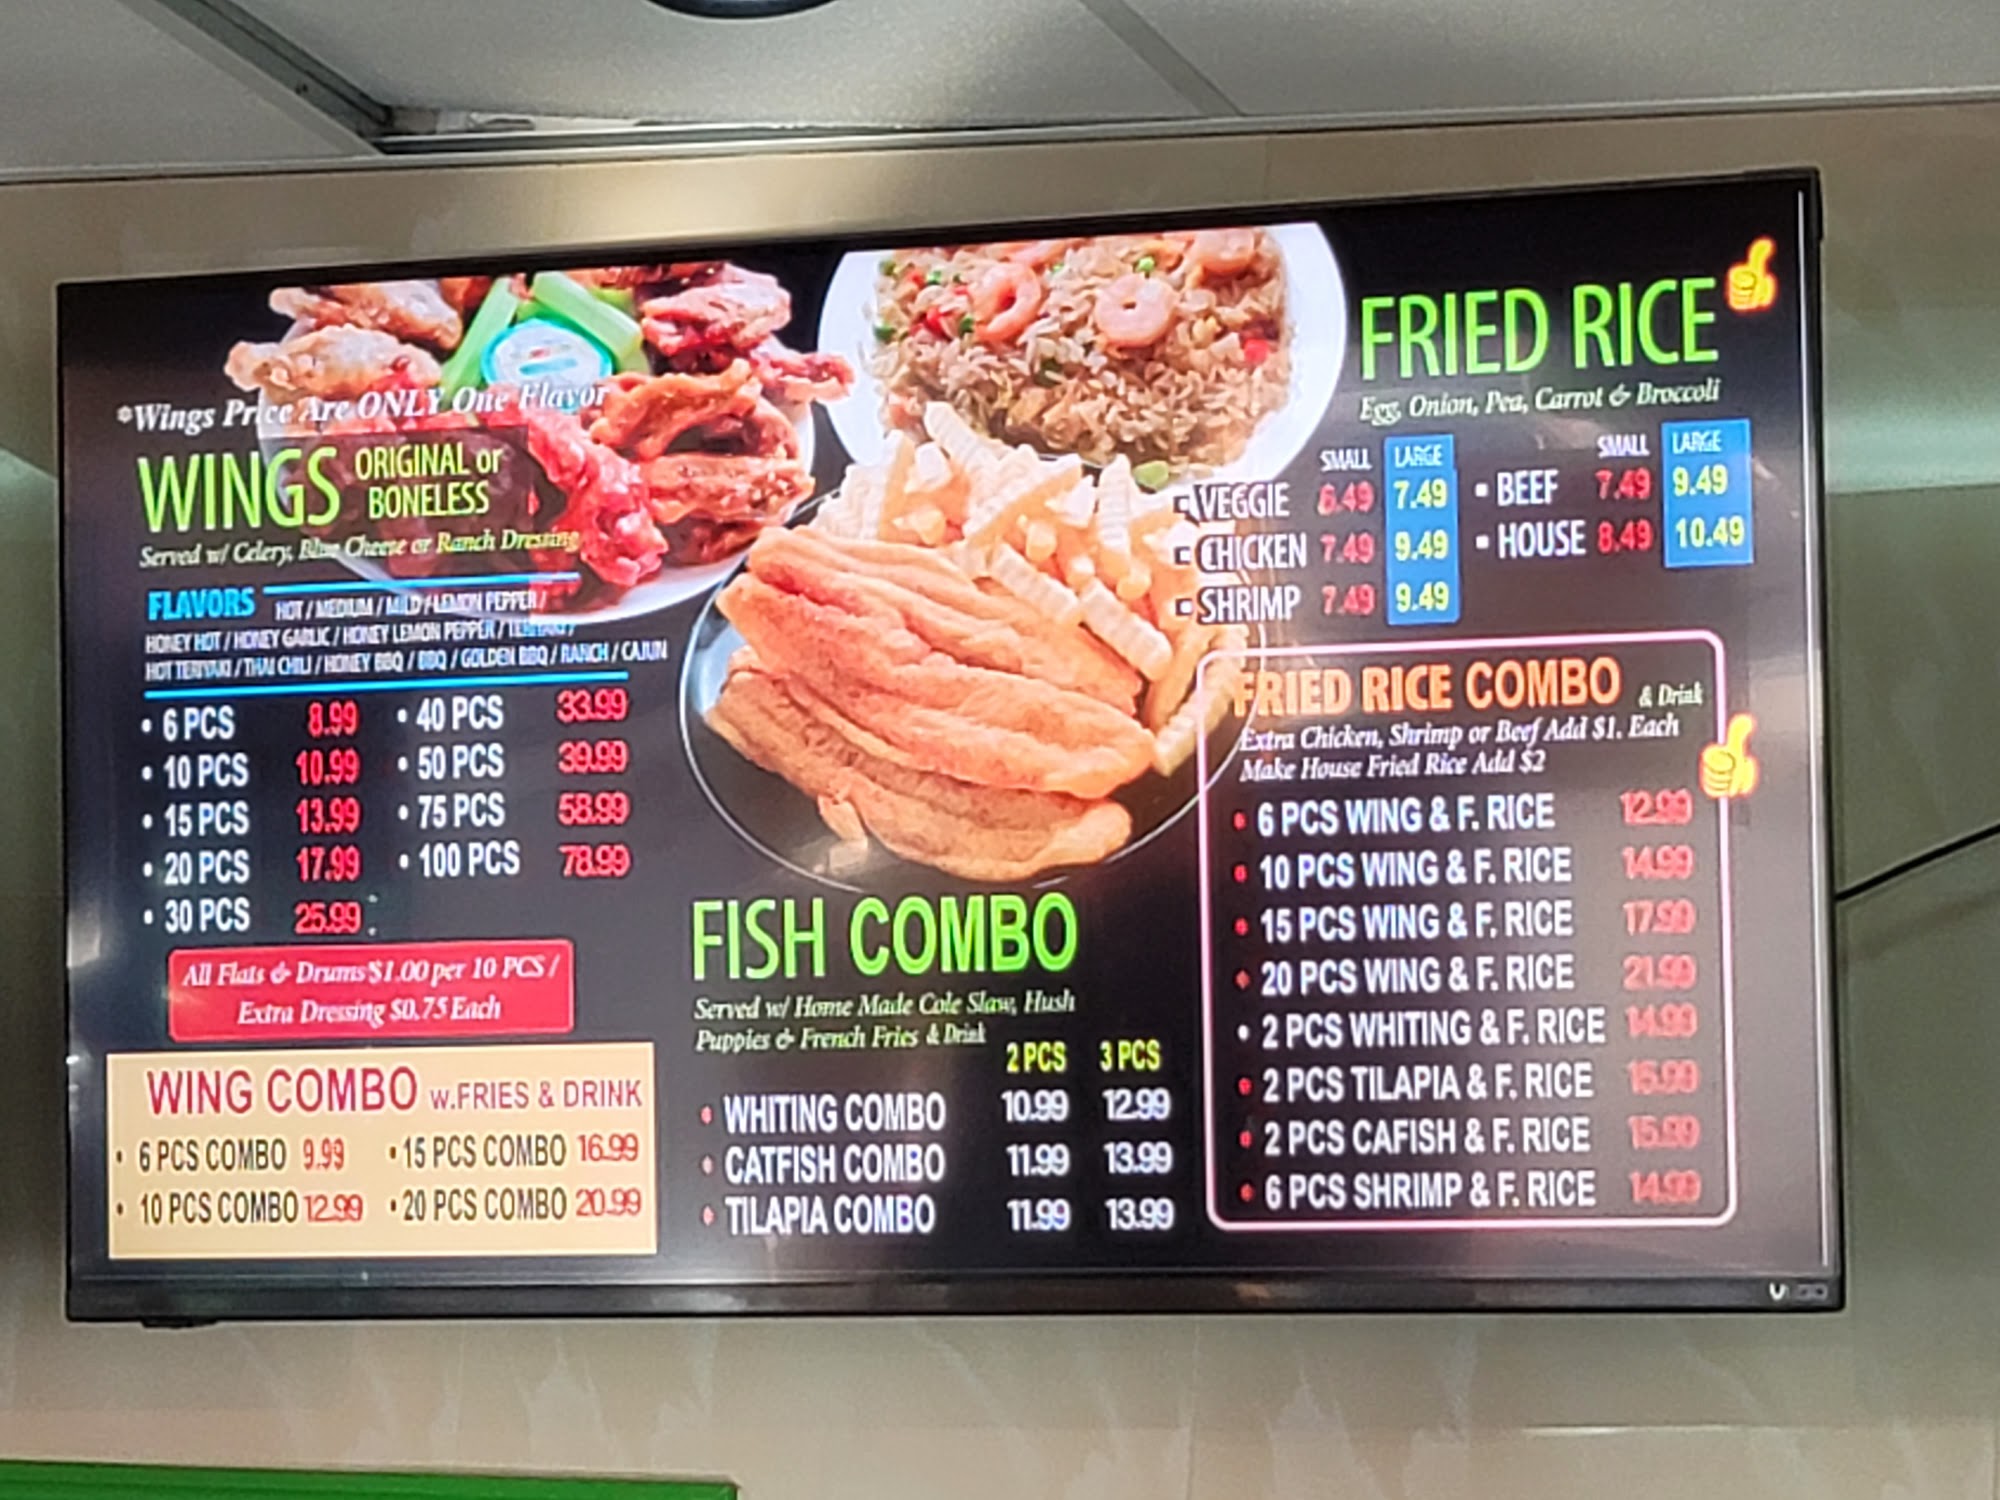 *Wings Price Are ONLY One Flavor
WINGS ORIGINAL or BONELESS
Served w/ Celery, Blue Cheese or Ranch Dressing
FLAVORS HOT / MEDIUM / MILD / LEMON PEPPER /
HONEY HOT / HONEY GARLIC / HONEY LEMON PEPPER / TERIYAKI /
HOT TERIYAKI / THAI CHILI / HONEY BBQ / BBQ / GOLDEN BBQ / RANCH / CAJUN
• 6 PCS 8.99 • 40 PCS 33.99
• 10 PCS 10.99 • 50 PCS 39.99
• 15 PCS 13.99 • 75 PCS 58.99
• 20 PCS 17.99 • 100 PCS 78.99
• 30 PCS 25.99
All Flats & Drums $1.00 per 10 PCS /
Extra Dressing $0.75 Each
WING COMBO w.FRIES & DRINK
• 6 PCS COMBO 9.99 • 15 PCS COMBO 16.99
• 10 PCS COMBO 12.99 • 20 PCS COMBO 20.99
FISH COMBO
Served w/ Home Made Cole Slaw, Hush
Puppies & French Fries & Drink
2 PCS 3 PCS
• WHITING COMBO 10.99 12.99
• CATFISH COMBO 11.99 13.99
• TILAPIA COMBO 11.99 13.99
FRIED RICE
Egg, Onion, Pea, Carrot & Broccoli
SMALL LARGE SMALL LARGE
▪ VEGGIE 6.49 7.49 ▪ BEEF 7.49 9.49
▪ CHICKEN 7.49 9.49 ▪ HOUSE 8.49 10.49
▪ SHRIMP 7.49 9.49
FRIED RICE COMBO & Drink
Extra Chicken, Shrimp or Beef Add $1. Each
Make House Fried Rice Add $2
• 6 PCS WING & F. RICE 12.99
• 10 PCS WING & F. RICE 14.99
• 15 PCS WING & F. RICE 17.99
• 20 PCS WING & F. RICE 21.99
• 2 PCS WHITING & F. RICE 14.99
• 2 PCS TILAPIA & F. RICE 15.99
• 2 PCS CAFISH & F. RICE 15.99
• 6 PCS SHRIMP & F. RICE 14.99